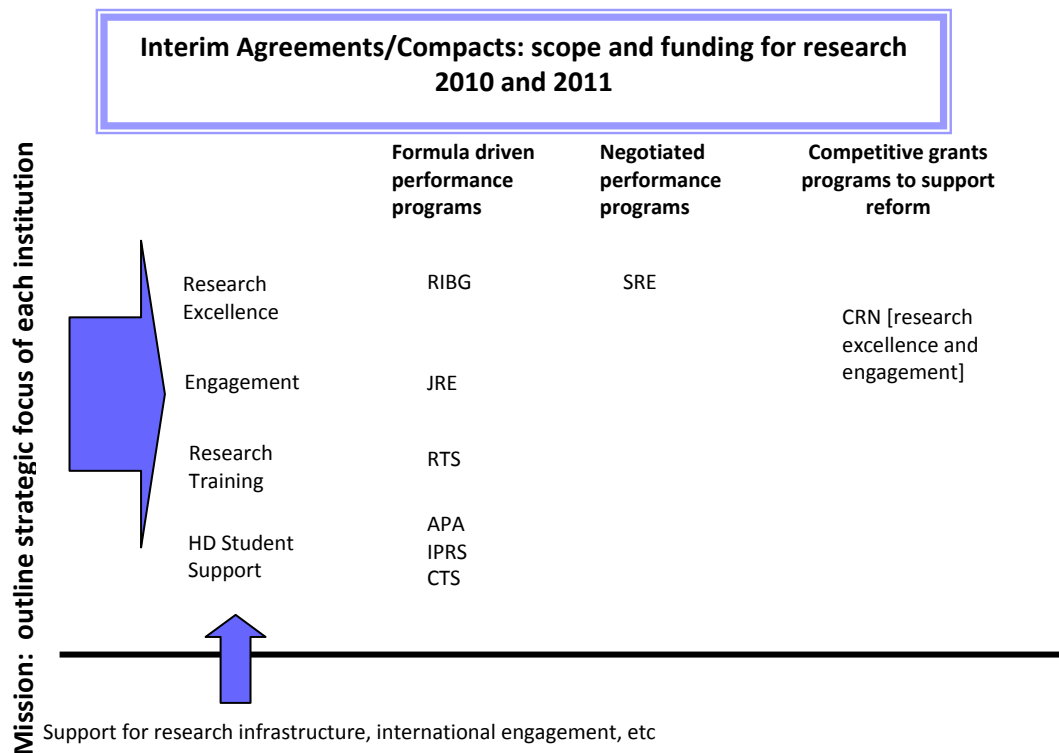 Interim Agreements/Compacts: scope and funding for research
2010 and 2011
Mission: outline strategic focus of each institution
Formula driven
performance
programs
Negotiated
performance
programs
Competitive grants
programs to support
reform
Research
Excellence
RIBG
SRE
CRN [research
excellence and
engagement]
Engagement
JRE
Research
Training
RTS
HD Student
Support
APA
IPRS
CTS
Support for research infrastructure, international engagement, etc